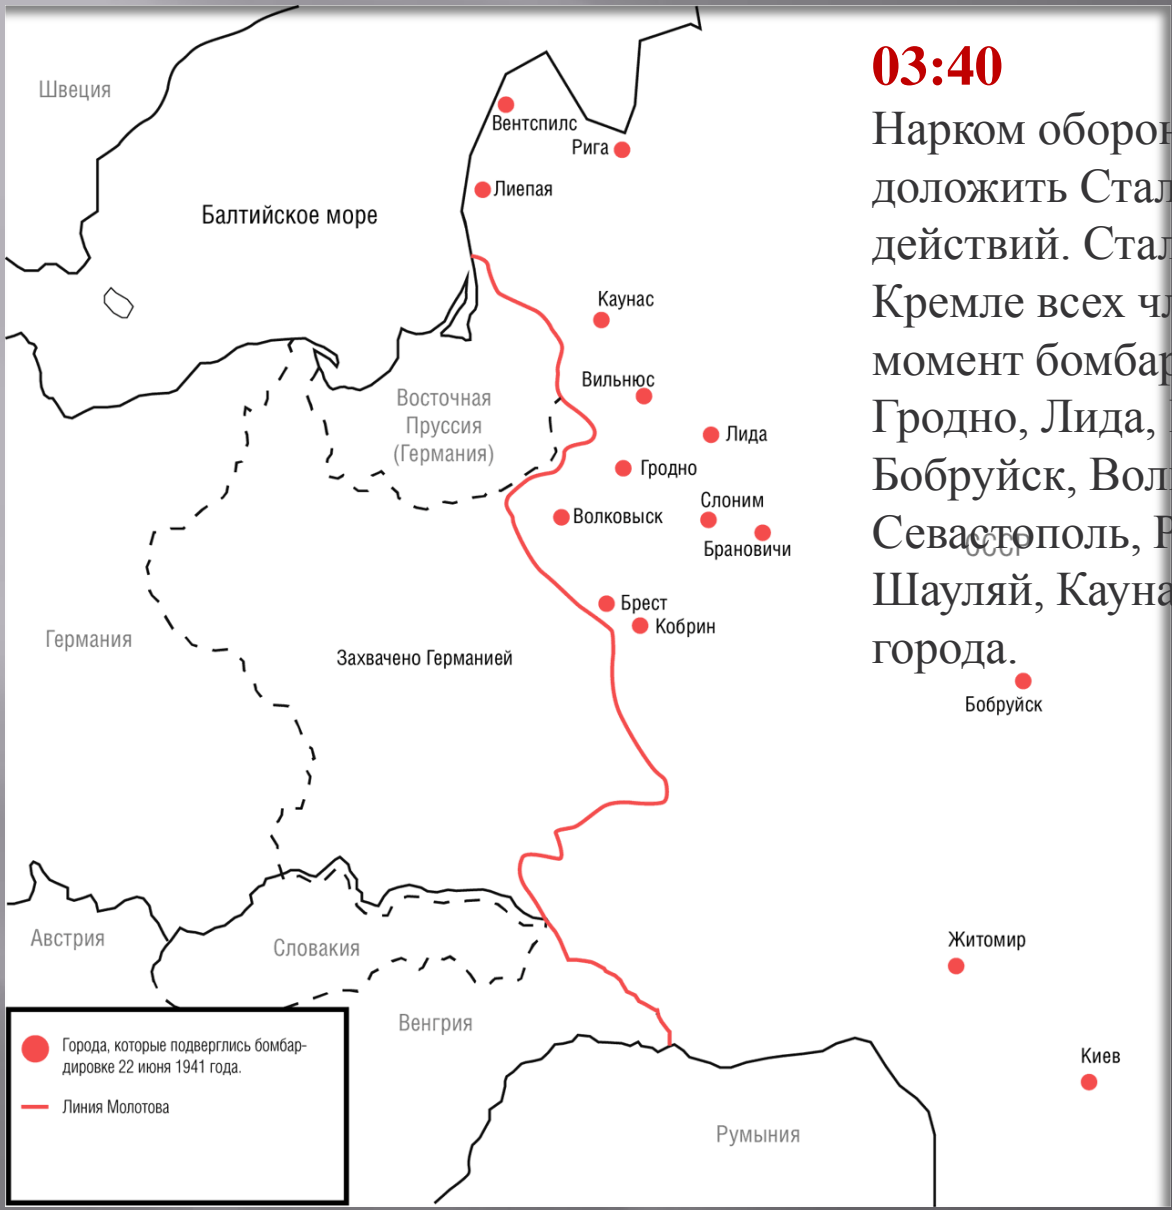 03:40
Нарком оборон
доложить Стал
действий. Стал
Кремле всех чл
момент бомбар
Гродно, Лида,
Бобруйск, Вол
Севастополь, Р
Шауляй, Кауна
города.
Швеция
Вентспилс
Рига
Лиепая
Балтийское море
Каунас
Вильнюс
Восточная
Пруссия
(Германия)
Лида
Гродно
Слоним
Волковыск
Брановичи
СССР
Брест
Кобрин
Германия
Захвачено Германией
Бобруйск
Австрия
Словакия
Житомир
Венгрия
Киев
Румыния
Города, которые подверглись бомбар-
дировке 22 июня 1941 года.
Линия Молотова